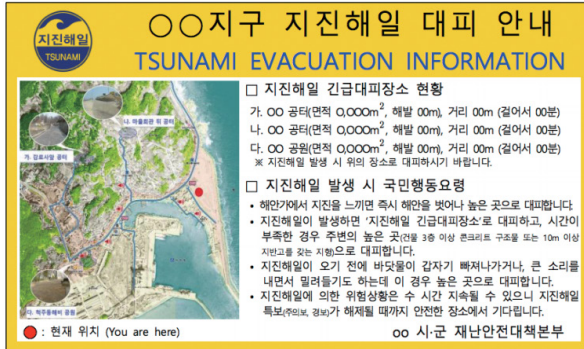 지진해일
TSUNAMI
○○지구 지진해일 대피 안내
TSUNAMI EVACUATION INFORMATION
나. 마을회관 뒤 공터
가. 감로사앞 공터
다. 척주동해비 공원
● : 현재 위치 (You are here)
□ 지진해일 긴급대피장소 현황
가. OO 공터(면적 O,OOOm², 해발 00m), 거리 00m (걸어서 00분)
나. OO 공터(면적 O,OOOm², 해발 00m), 거리 00m (걸어서 00분)
다. OO 공원(면적 O,OOOm², 해발 00m), 거리 00m (걸어서 00분)
※ 지진해일 발생 시 위의 장소로 대피하시기 바랍니다.
□ 지진해일 발생 시 국민행동요령
• 해안가에서 지진을 느끼면 즉시 해안을 벗어나 높은 곳으로 대피합니다.
• 지진해일이 발생하면 '지진해일 긴급대피장소'로 대피하고, 시간이
부족한 경우 주변의 높은 곳(건물 3층 이상 콘크리트 구조물 또는 10m 이상
지반고를 갖는 지형)으로 대피합니다.
• 지진해일이 오기 전에 바닷물이 갑자기 빠져나가거나, 큰 소리를
내면서 밀려들기도 하는데 이 경우 높은 곳으로 대피합니다.
• 지진해일에 의한 위험상황은 수 시간 지속될 수 있으니 지진해일
특보(주의보, 경보)가 해제될 때까지 안전한 장소에서 기다립니다.
oo 시·군 재난안전대책본부